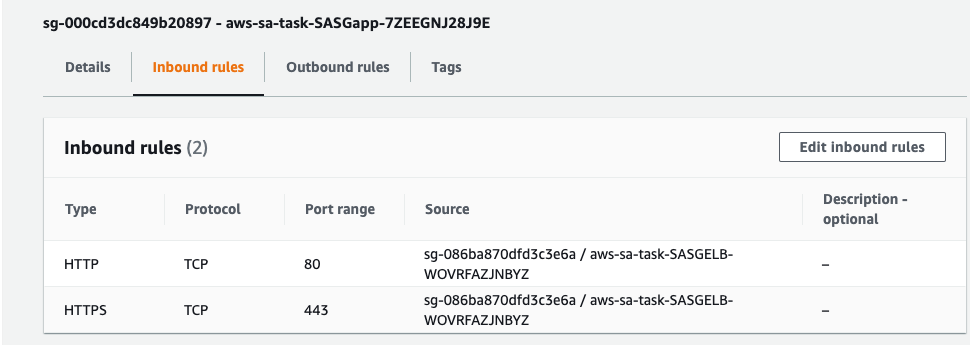 sg-000cd3dc849b20897 - aws-sa-task-SASGapp-7ZEEGNJ28J9E
Details Inbound rules Outbound rules Tags
Inbound rules (2) Edit inbound rules
Type Protocol Port range Source Description - optional
HTTP TCP 80 sg-086ba870dfd3c3e6a / aws-sa-task-SASGELB-
WOVRFAZJNBYZ –
HTTPS TCP 443 sg-086ba870dfd3c3e6a / aws-sa-task-SASGELB-
WOVRFAZJNBYZ –